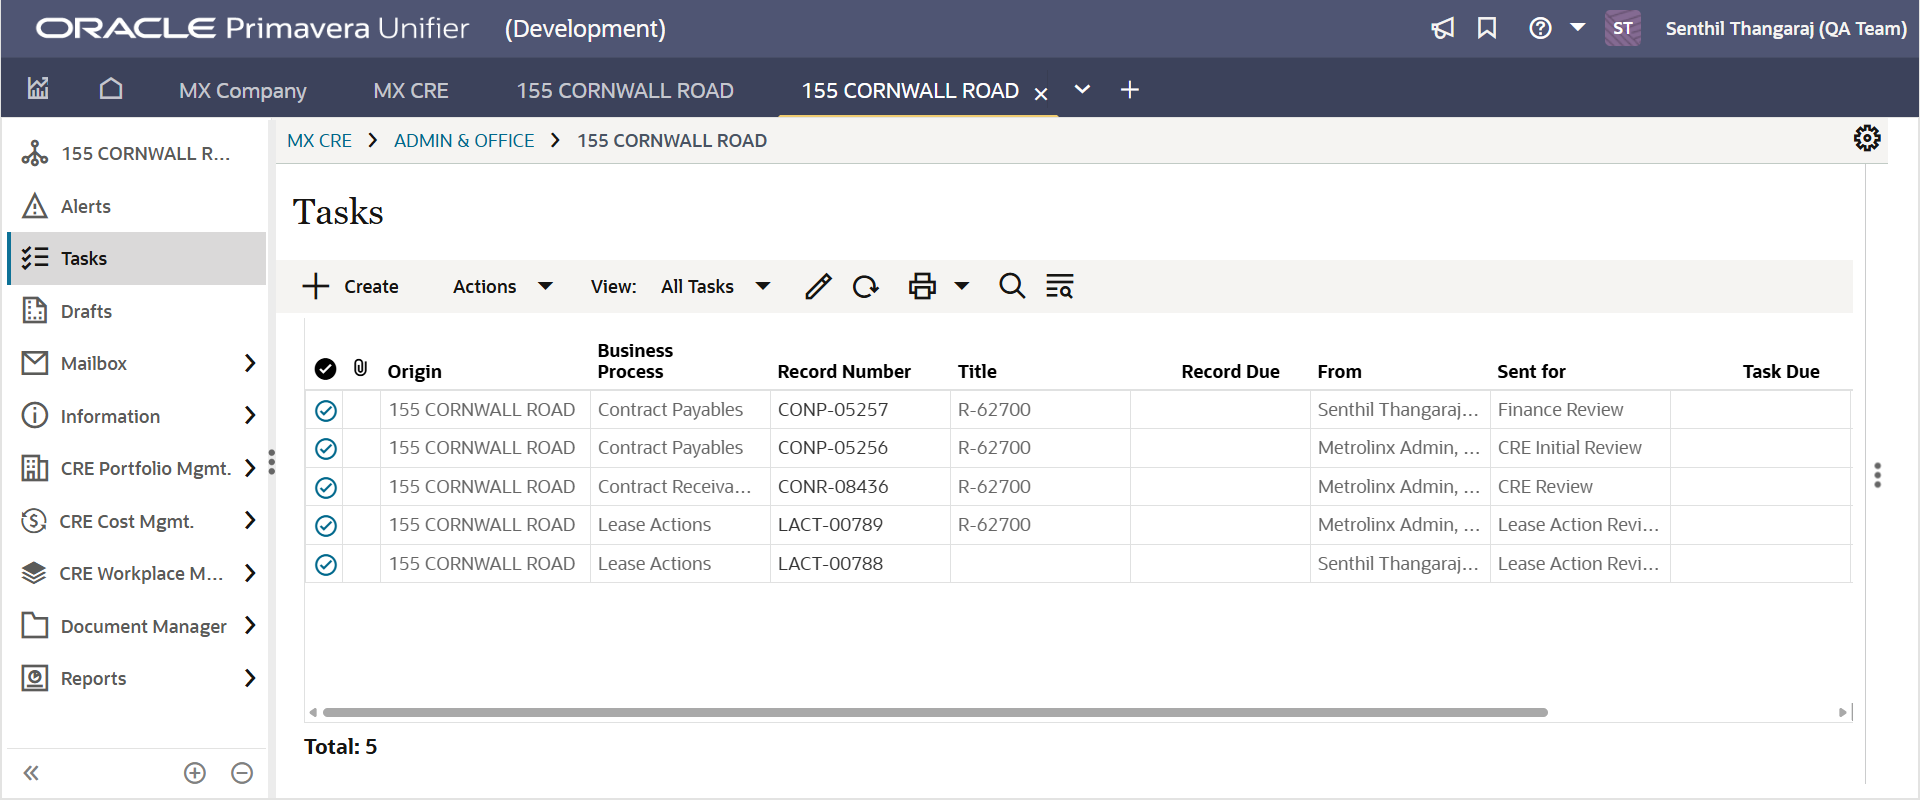 ORACLE Primavera Unifier (Development)
ST Senthil Thangaraj (QA Team)
MX Company MX CRE 155 CORNWALL ROAD 155 CORNWALL ROAD
155 CORNWALL R...
Alerts
Tasks
Drafts
Mailbox
Information
CRE Portfolio Mgmt.
CRE Cost Mgmt.
CRE Workplace M...
Document Manager
Reports
MX CRE ADMIN & OFFICE 155 CORNWALL ROAD
Tasks
Create Actions View: All Tasks
Origin Business Process Record Number Title Record Due From Sent for Task Due
155 CORNWALL ROAD Contract Payables CONP-05257 R-62700 Senthil Thangaraj... Finance Review
155 CORNWALL ROAD Contract Payables CONP-05256 R-62700 Metrolinx Admin, ... CRE Initial Review
155 CORNWALL ROAD Contract Receiva... CONR-08436 R-62700 Metrolinx Admin, ... CRE Review
155 CORNWALL ROAD Lease Actions LACT-00789 R-62700 Metrolinx Admin, ... Lease Action Revi...
155 CORNWALL ROAD Lease Actions LACT-00788 Senthil Thangaraj... Lease Action Revi...
Total: 5